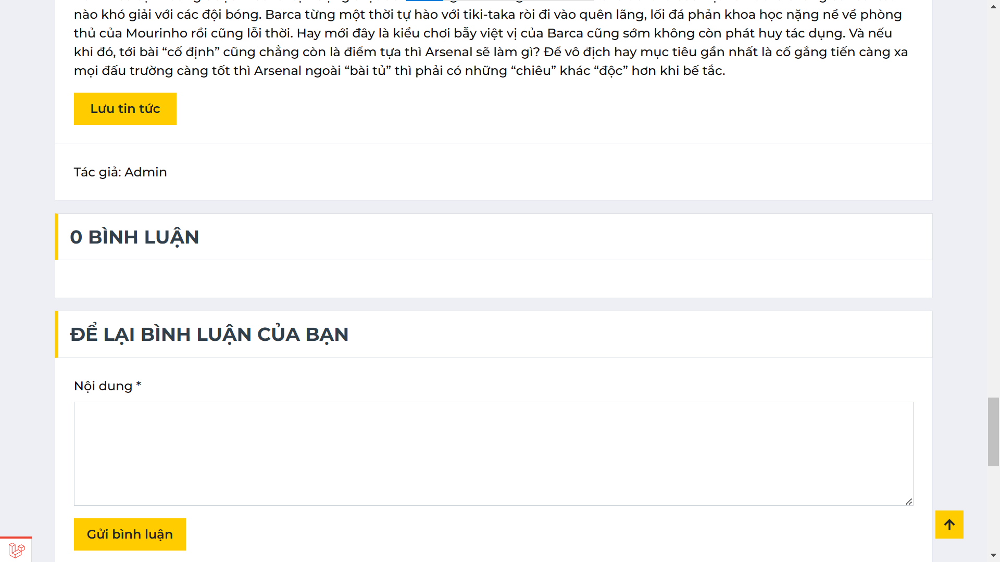 nào khó giải với các đội bóng. Barca từng một thời tự hào với tiki-taka ròi đi vào quên lãng, lối đá phản khoa học nặng nề về phòng
thủ của Mourinho rồi cũng lỗi thời. Hay mới đây là kiểu chơi bẫy việt vị của Barca cũng sớm không còn phát huy tác dụng. Và nếu
khi đó, tới bài “cố định” cũng chẳng còn là điểm tựa thì Arsenal sẽ làm gì? Để vô địch hay mục tiêu gần nhất là cố gắng tiến càng xa
mọi đấu trường càng tốt thì Arsenal ngoài “bài tủ” thì phải có những “chiêu” khác “độc” hơn khi bế tắc.
Lưu tin tức
Tác giả: Admin
0 BÌNH LUẬN
ĐỂ LẠI BÌNH LUẬN CỦA BẠN
Nội dung *
Gửi bình luận